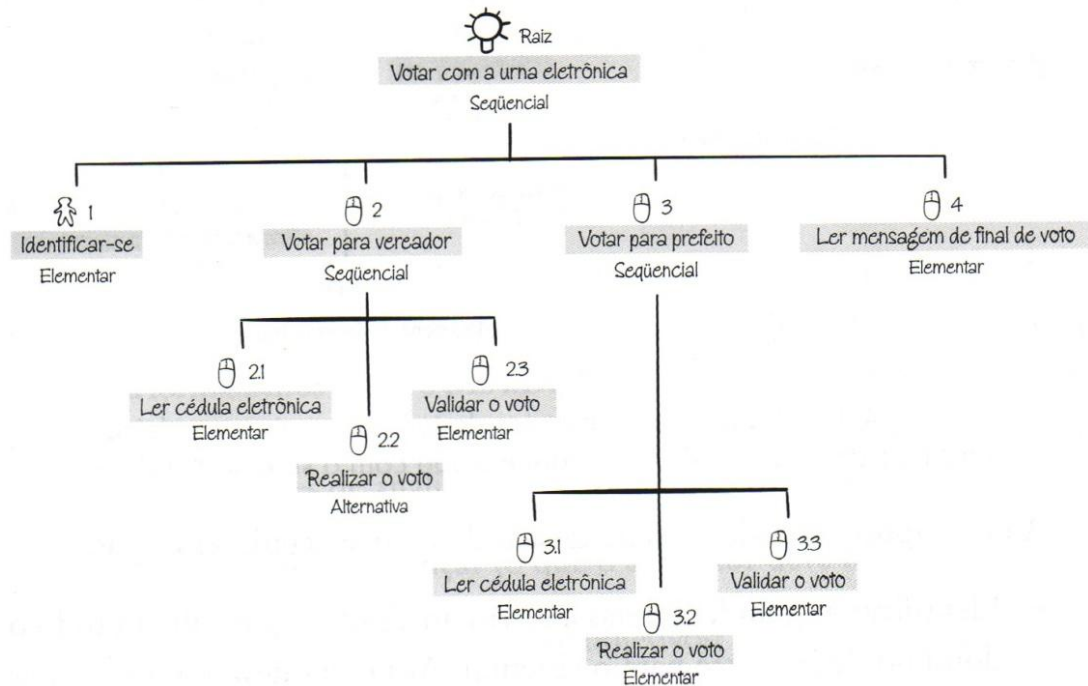 Raiz
Votar com a urna eletrônica
Seqüencial
1
Identificar-se
Elementar
2
Votar para vereador
Seqüencial
3
Votar para prefeito
Seqüencial
4
Ler mensagem de final de voto
Elementar
2.1
Ler cédula eletrônica
Elementar
2.2
Realizar o voto
Alternativa
2.3
Validar o voto
Elementar
3.1
Ler cédula eletrônica
Elementar
3.2
Realizar o voto
Elementar
3.3
Validar o voto
Elementar